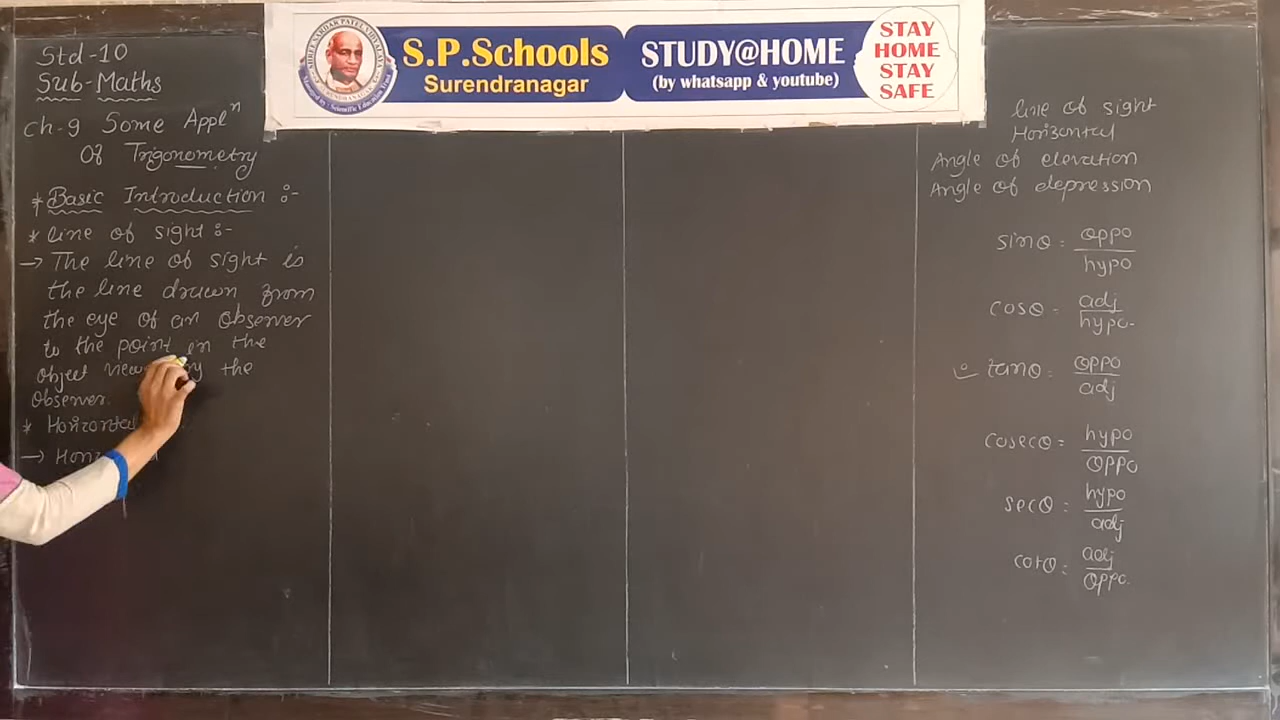 S.P.Schools
Surendranagar
STUDY@HOME
(by whatsapp & youtube)
STAY
HOME
STAY
SAFE
Std-10
Sub-Maths
Ch-9 Some Applⁿ
Of Trigonometry
* Basic Introduction :-
* Line of sight :-
→ The line of sight is
the line drawn from
the eye of an observer
to the point in the
object the
observer.
* Horizontal
→
line of sight
Horizontal
Angle of elevation
Angle of depression
sinθ = oppo/hypo
cosθ = adj/hypo.
tanθ = oppo/adj
cosecθ = hypo/oppo
secθ = hypo/adj
cotθ = adj/oppo.